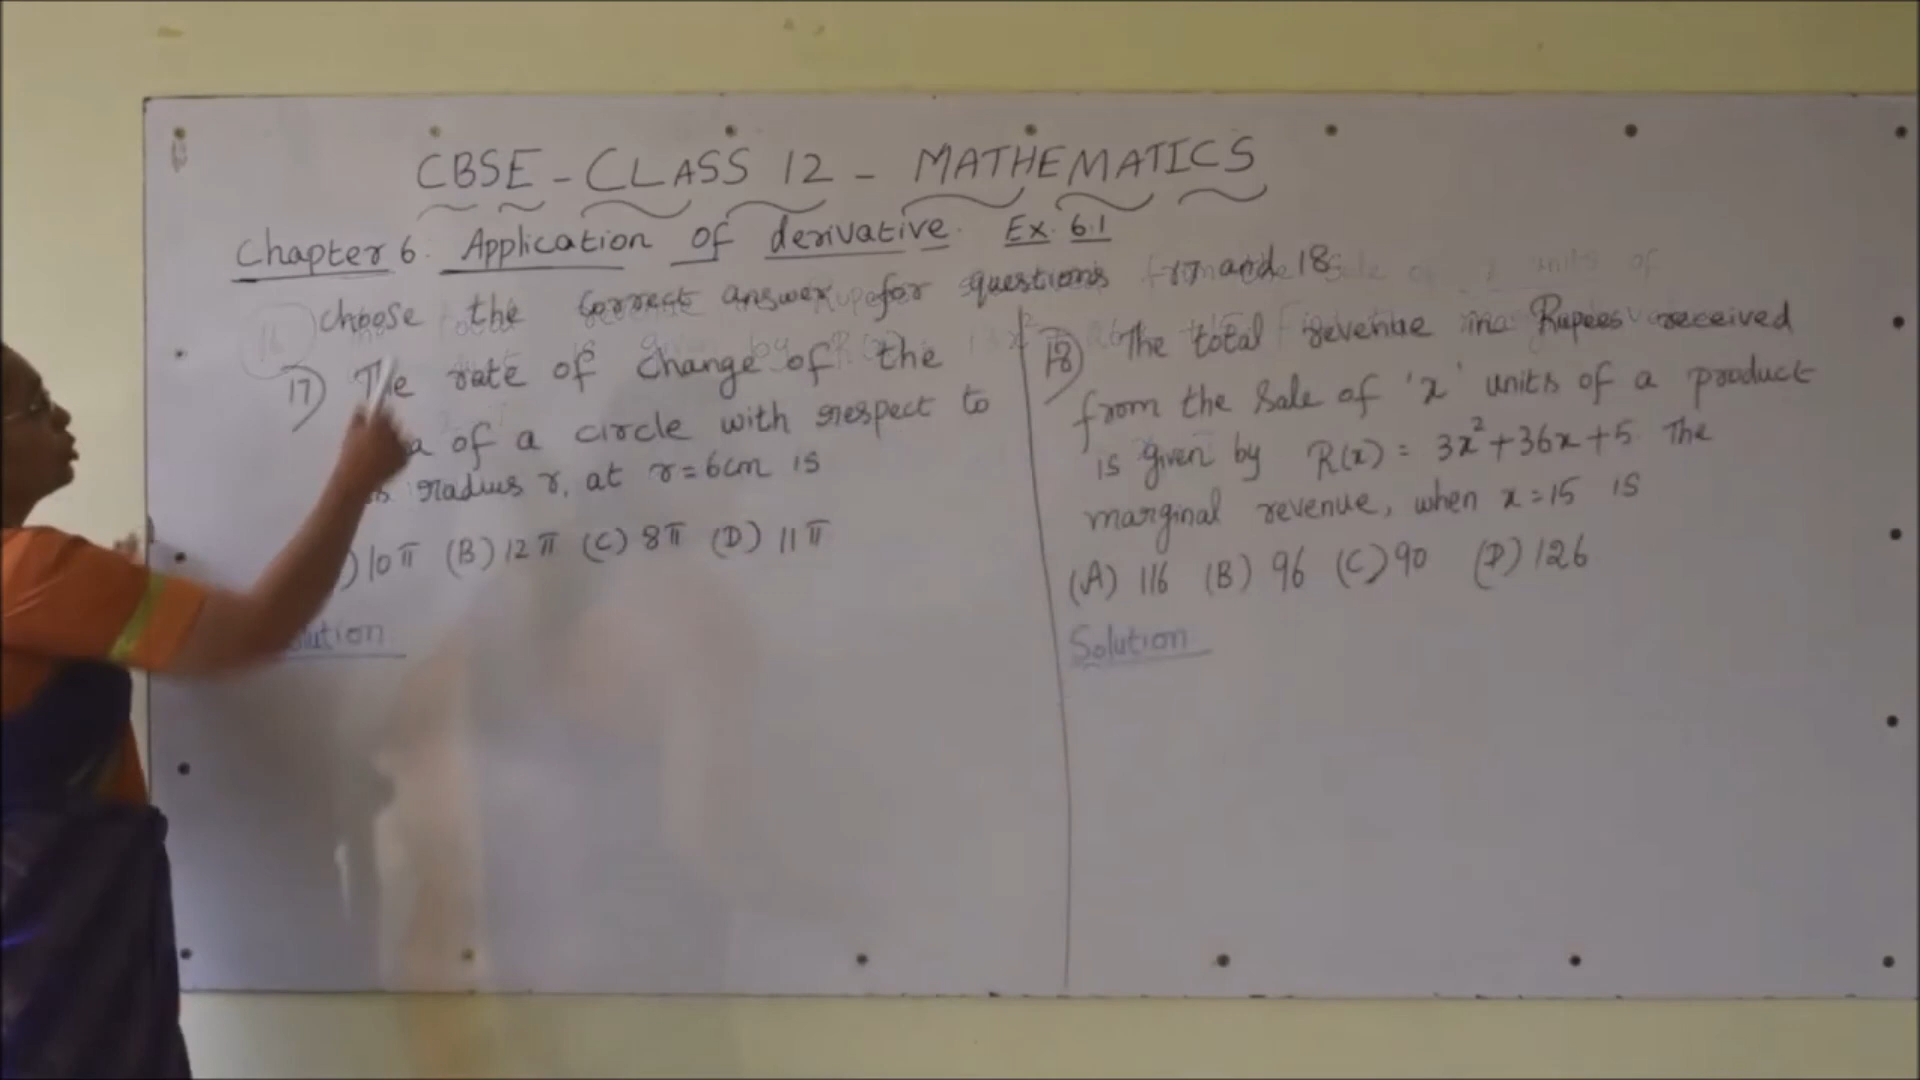 CBSE - CLASS 12 - MATHEMATICS
Chapter 6. Application of derivative. Ex. 6.1
Choose the correct answer for questions 17 and 18
17) The rate of change of the
a of a circle with respect to
s radius r, at r = 6cm is
) 10π (B) 12π (C) 8π (D) 11π
olution
18) The total revenue in Rupees received
from the sale of 'x' units of a product
is given by R(x) = 3x²+36x+5 The
marginal revenue, when x=15 is
(A) 116 (B) 96 (C) 90 (D) 126
Solution